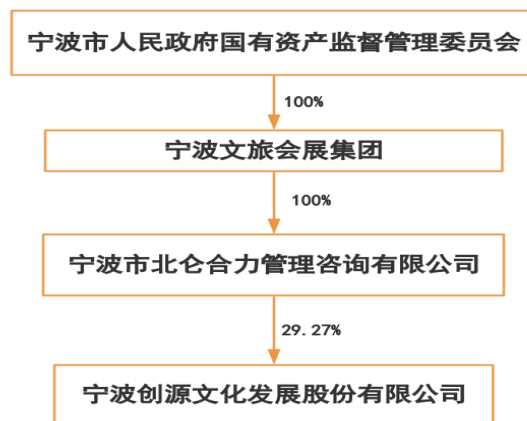 宁波市人民政府国有资产监督管理委员会
100%
宁波文旅会展集团
100%
宁波市北仑合力管理咨询有限公司
29.27%
宁波创源文化发展股份有限公司